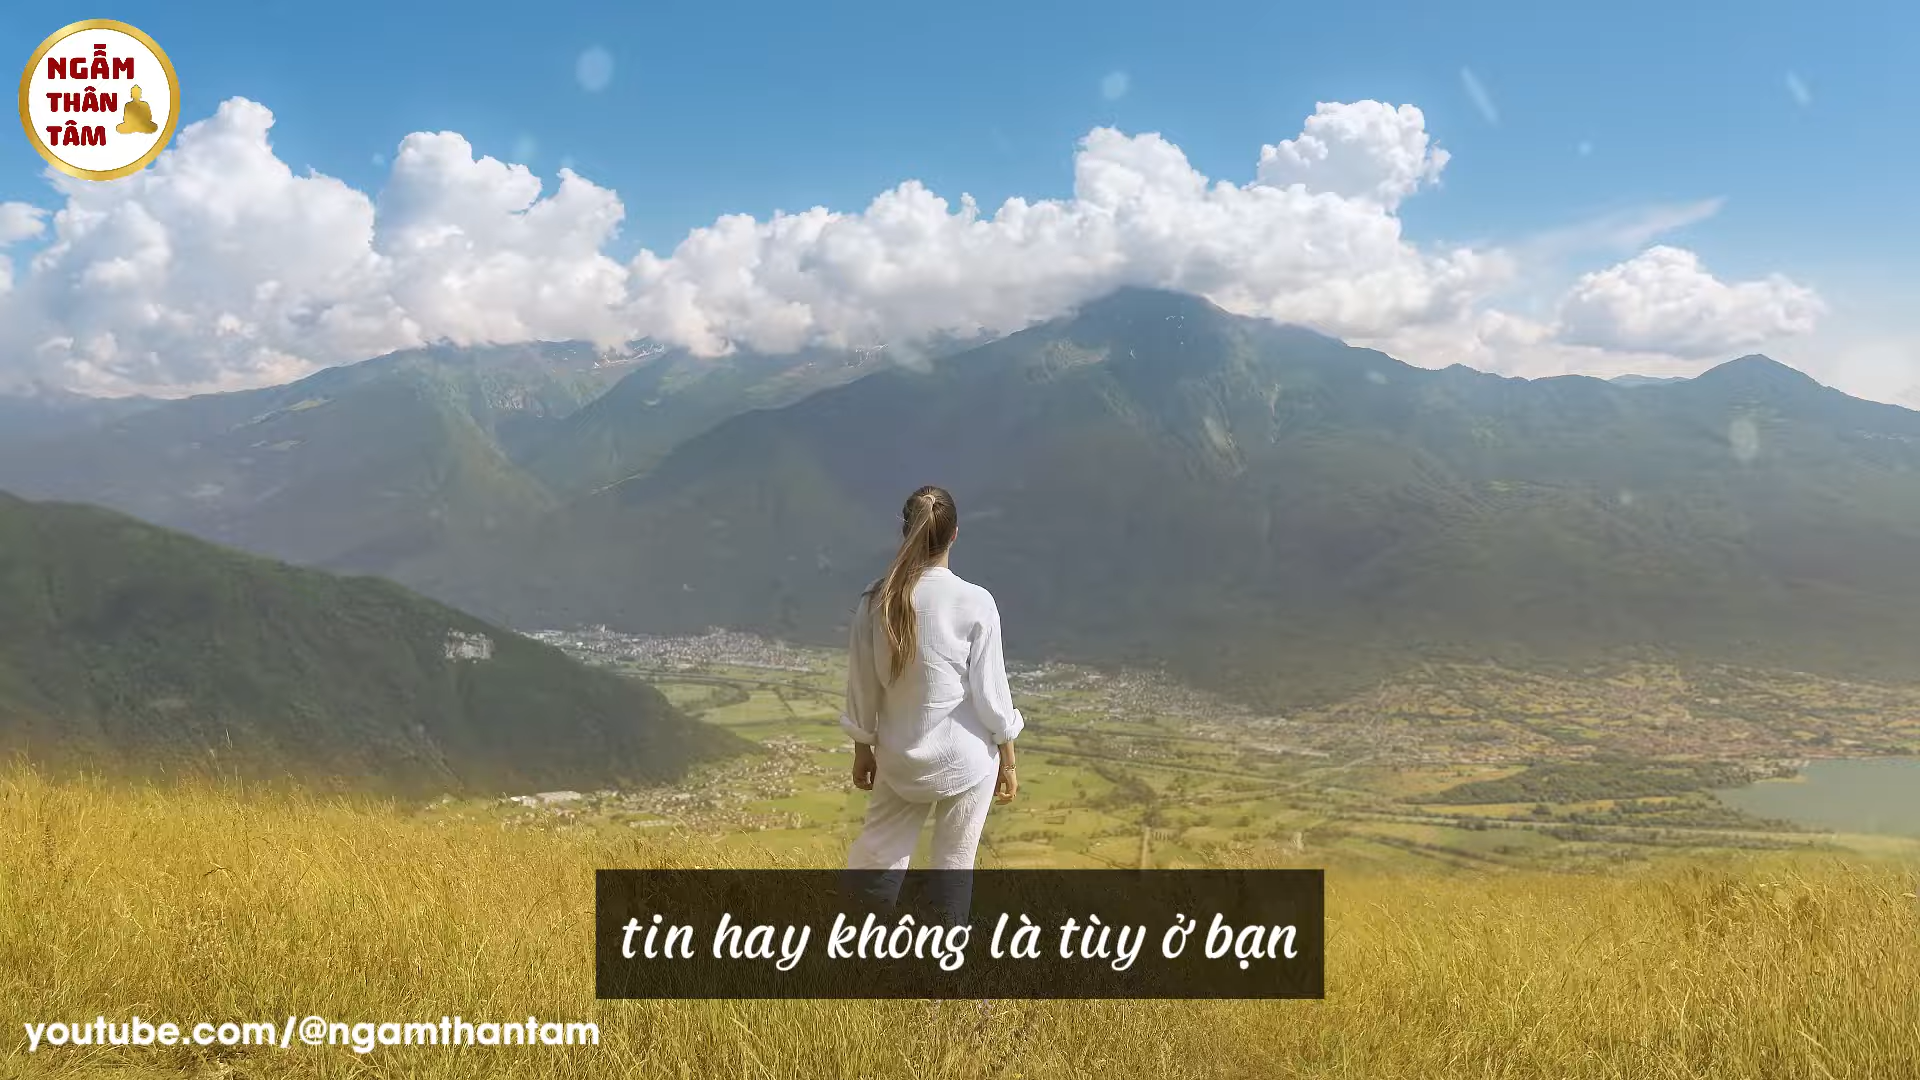 NGẪM
THÂN
TÂM
tin hay không là tùy ở bạn
youtube.com/@ngamthantam